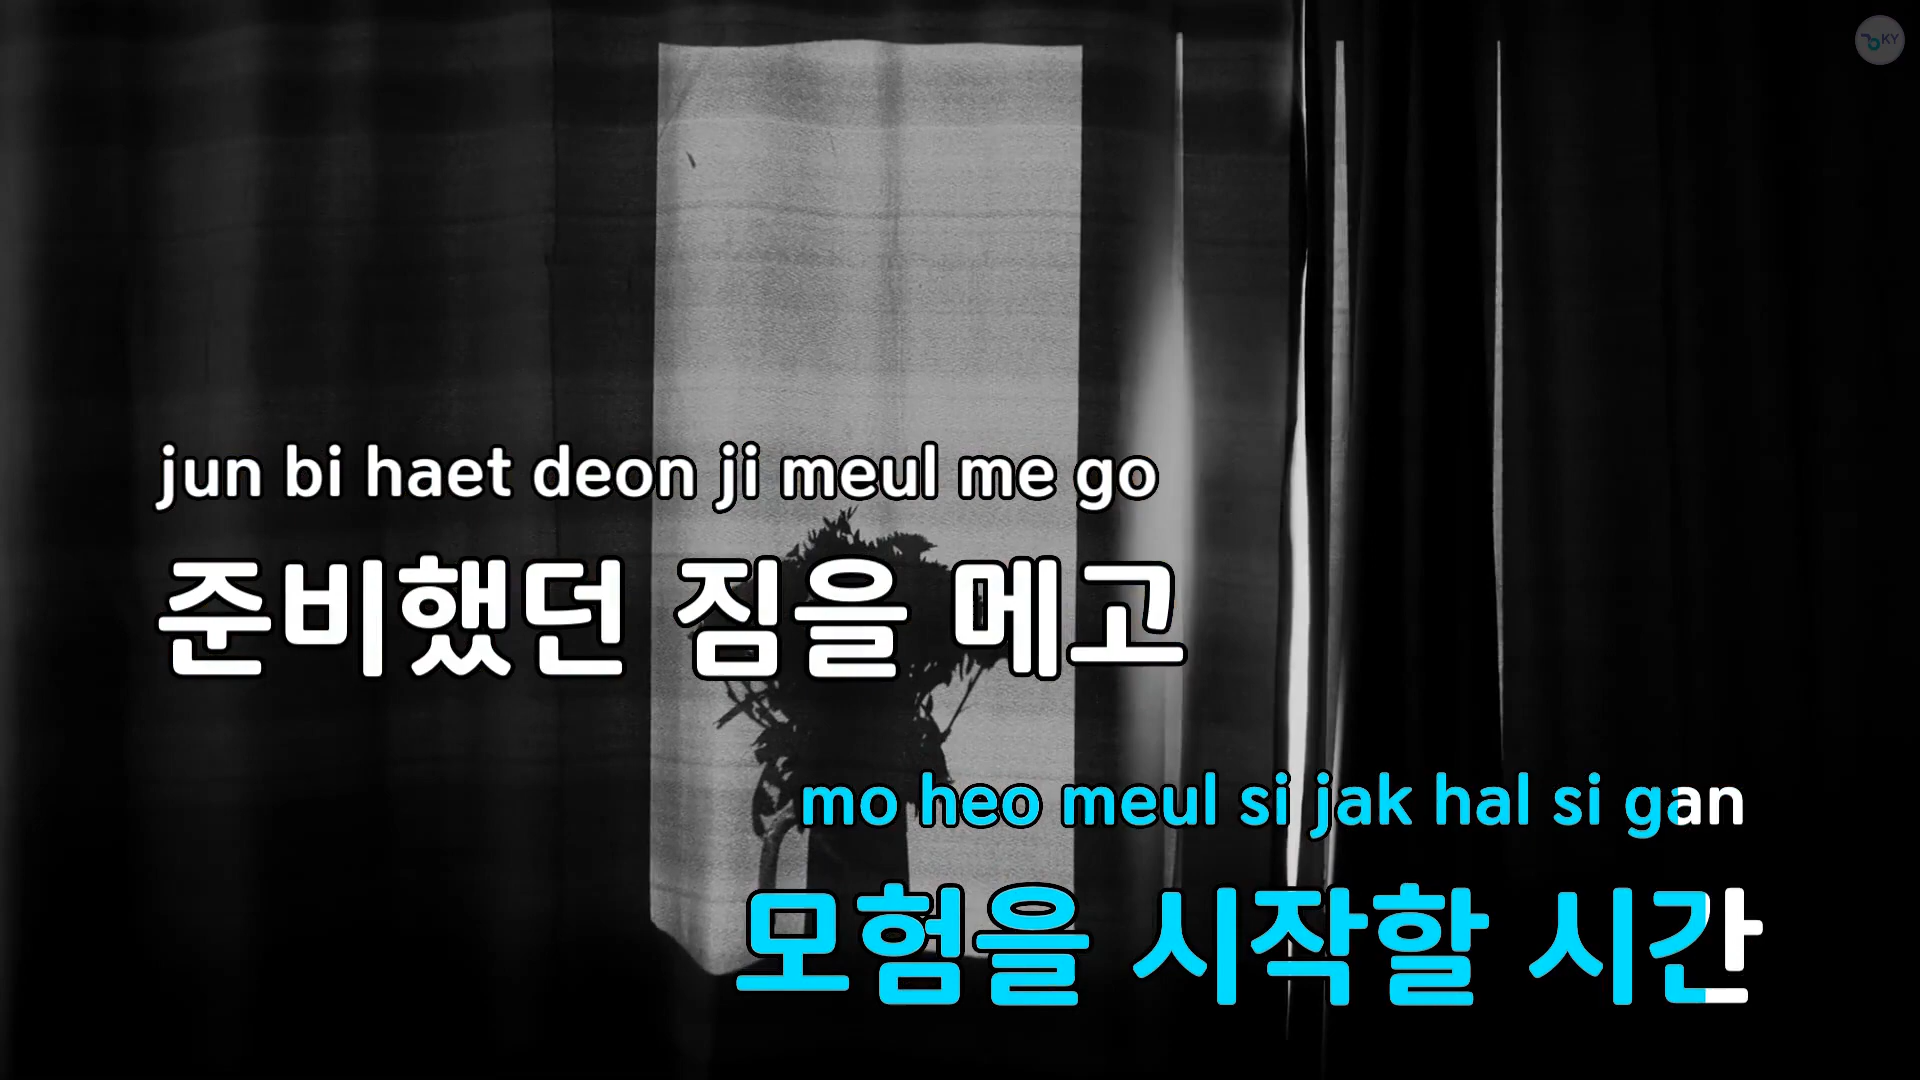 KY
jun bi haet deon ji meul me go
준비했던 짐을 메고
mo heo meul si jak hal si gan
모험을 시작할 시간